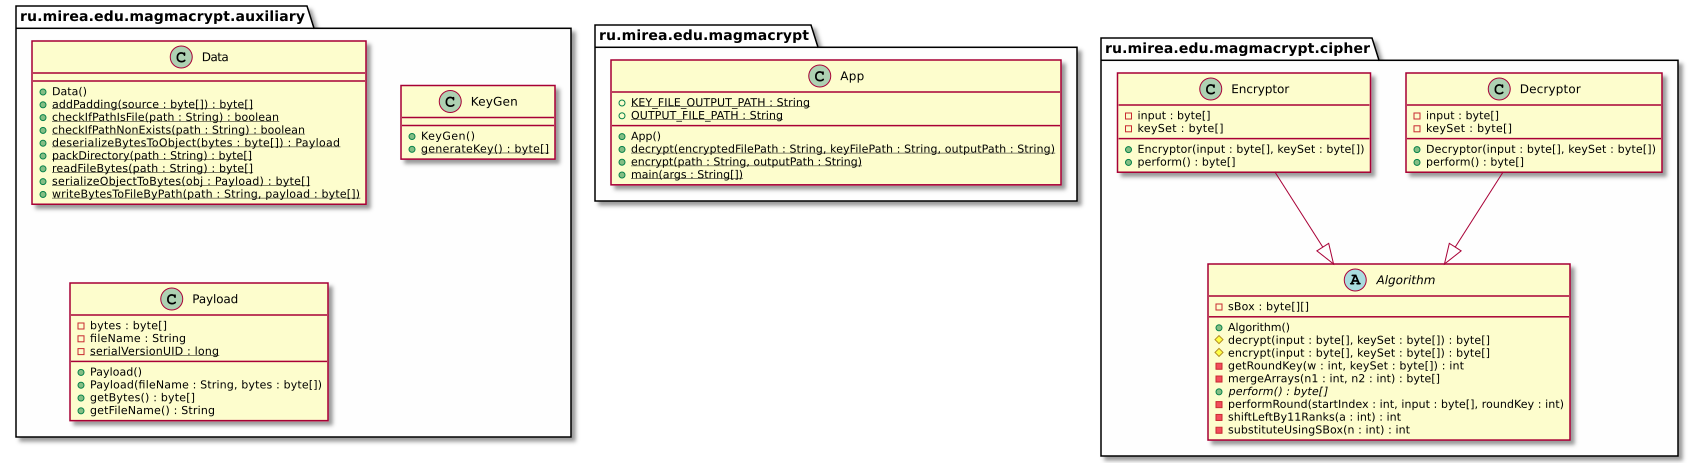 ru.mirea.edu.magmacrypt.auxiliary
C Data
Data()
addPadding(source : byte[]) : byte[]
checkIfPathIsFile(path : String) : boolean
checkIfPathNonExists(path : String) : boolean
deserializeBytesToObject(bytes : byte[]) : Payload
packDirectory(path : String) : byte[]
readFileBytes(path : String) : byte[]
serializeObjectToBytes(obj : Payload) : byte[]
writeBytesToFileByPath(path : String, payload : byte[])
C KeyGen
KeyGen()
generateKey() : byte[]
C Payload
bytes : byte[]
fileName : String
serialVersionUID : long
Payload()
Payload(fileName : String, bytes : byte[])
getBytes() : byte[]
getFileName() : String
ru.mirea.edu.magmacrypt
C App
KEY_FILE_OUTPUT_PATH : String
OUTPUT_FILE_PATH : String
App()
decrypt(encryptedFilePath : String, keyFilePath : String, outputPath : String)
encrypt(path : String, outputPath : String)
main(args : String[])
ru.mirea.edu.magmacrypt.cipher
C Encryptor
input : byte[]
keySet : byte[]
Encryptor(input : byte[], keySet : byte[])
perform() : byte[]
C Decryptor
input : byte[]
keySet : byte[]
Decryptor(input : byte[], keySet : byte[])
perform() : byte[]
A Algorithm
sBox : byte[][]
Algorithm()
decrypt(input : byte[], keySet : byte[]) : byte[]
encrypt(input : byte[], keySet : byte[]) : byte[]
getRoundKey(w : int, keySet : byte[]) : int
mergeArrays(n1 : int, n2 : int) : byte[]
perform() : byte[]
performRound(startIndex : int, input : byte[], roundKey : int)
shiftLeftBy11Ranks(a : int) : int
substituteUsingSBox(n : int) : int